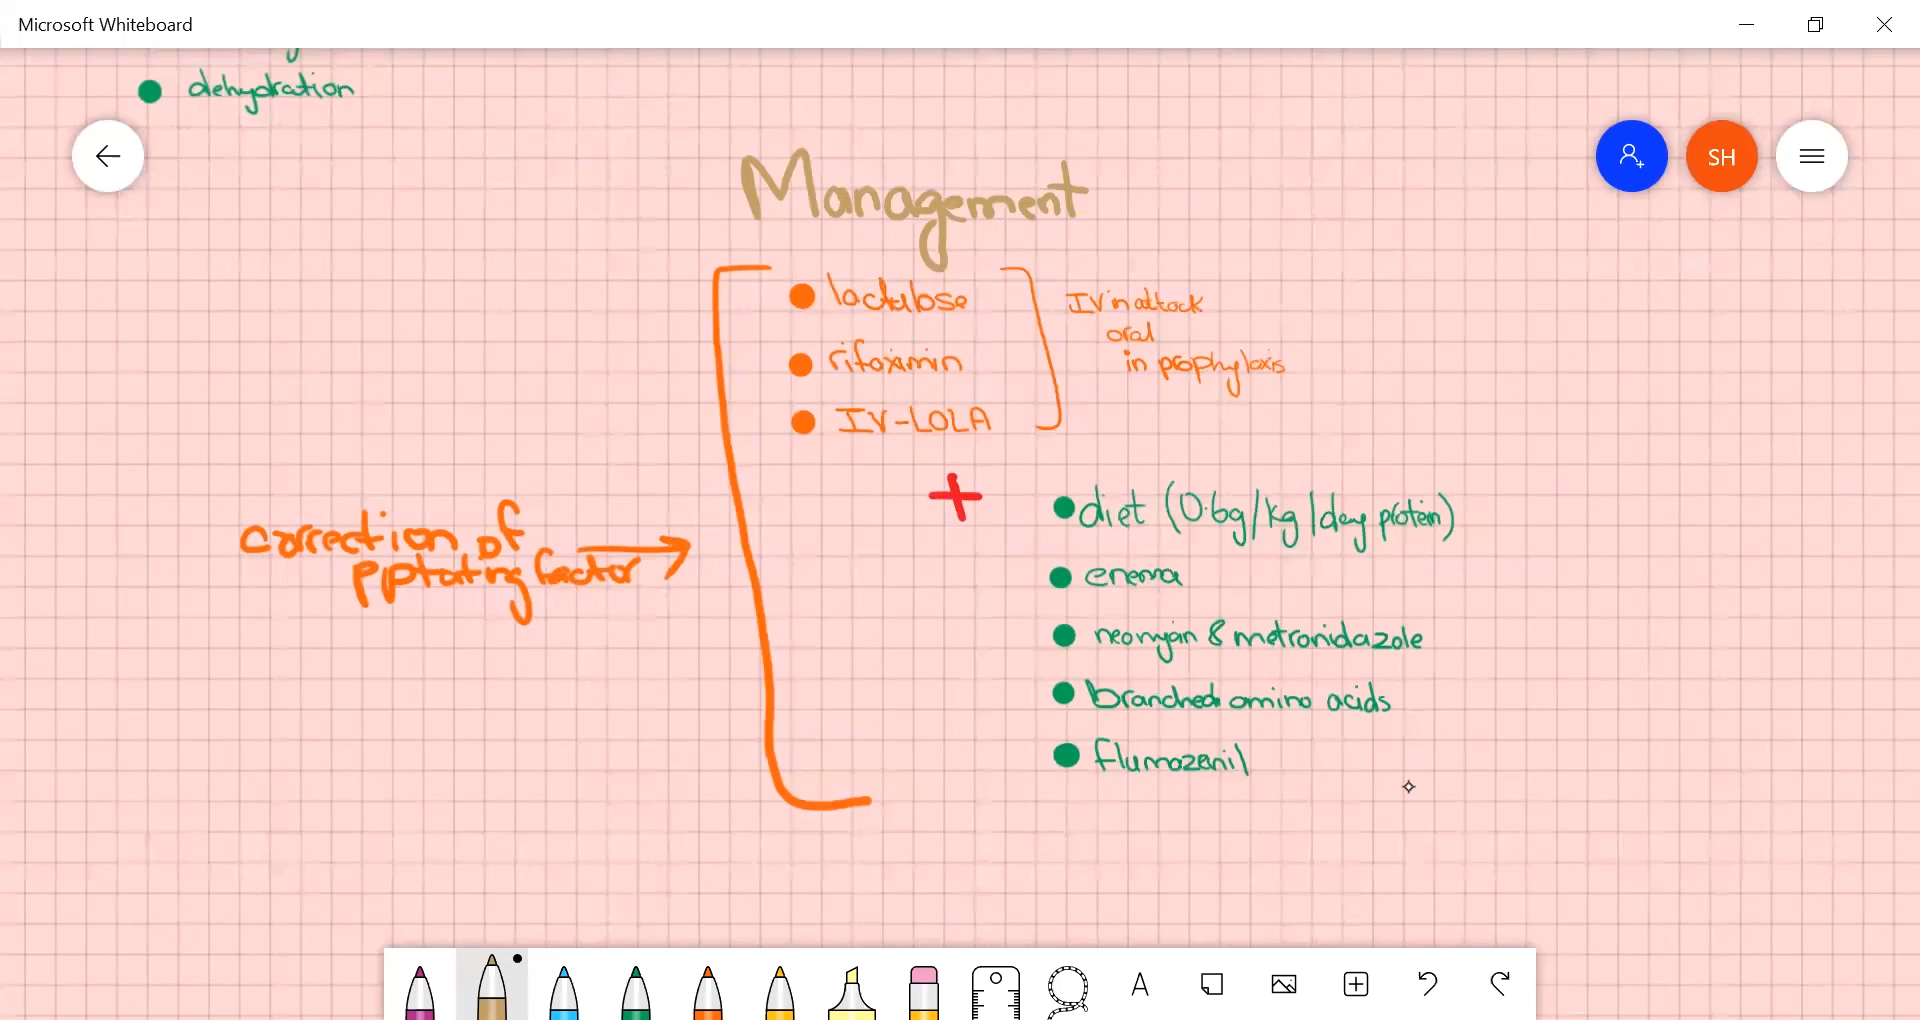 Microsoft Whiteboard
dehydration
SH
Management
lactulose
rifaximin
IV-LOLA
IV in attack
oral
in prophylaxis
correction of
piptating factor
diet (0.6g/kg/day protein)
enema
neomycin & metronidazole
branched amino acids
flumazenil
A